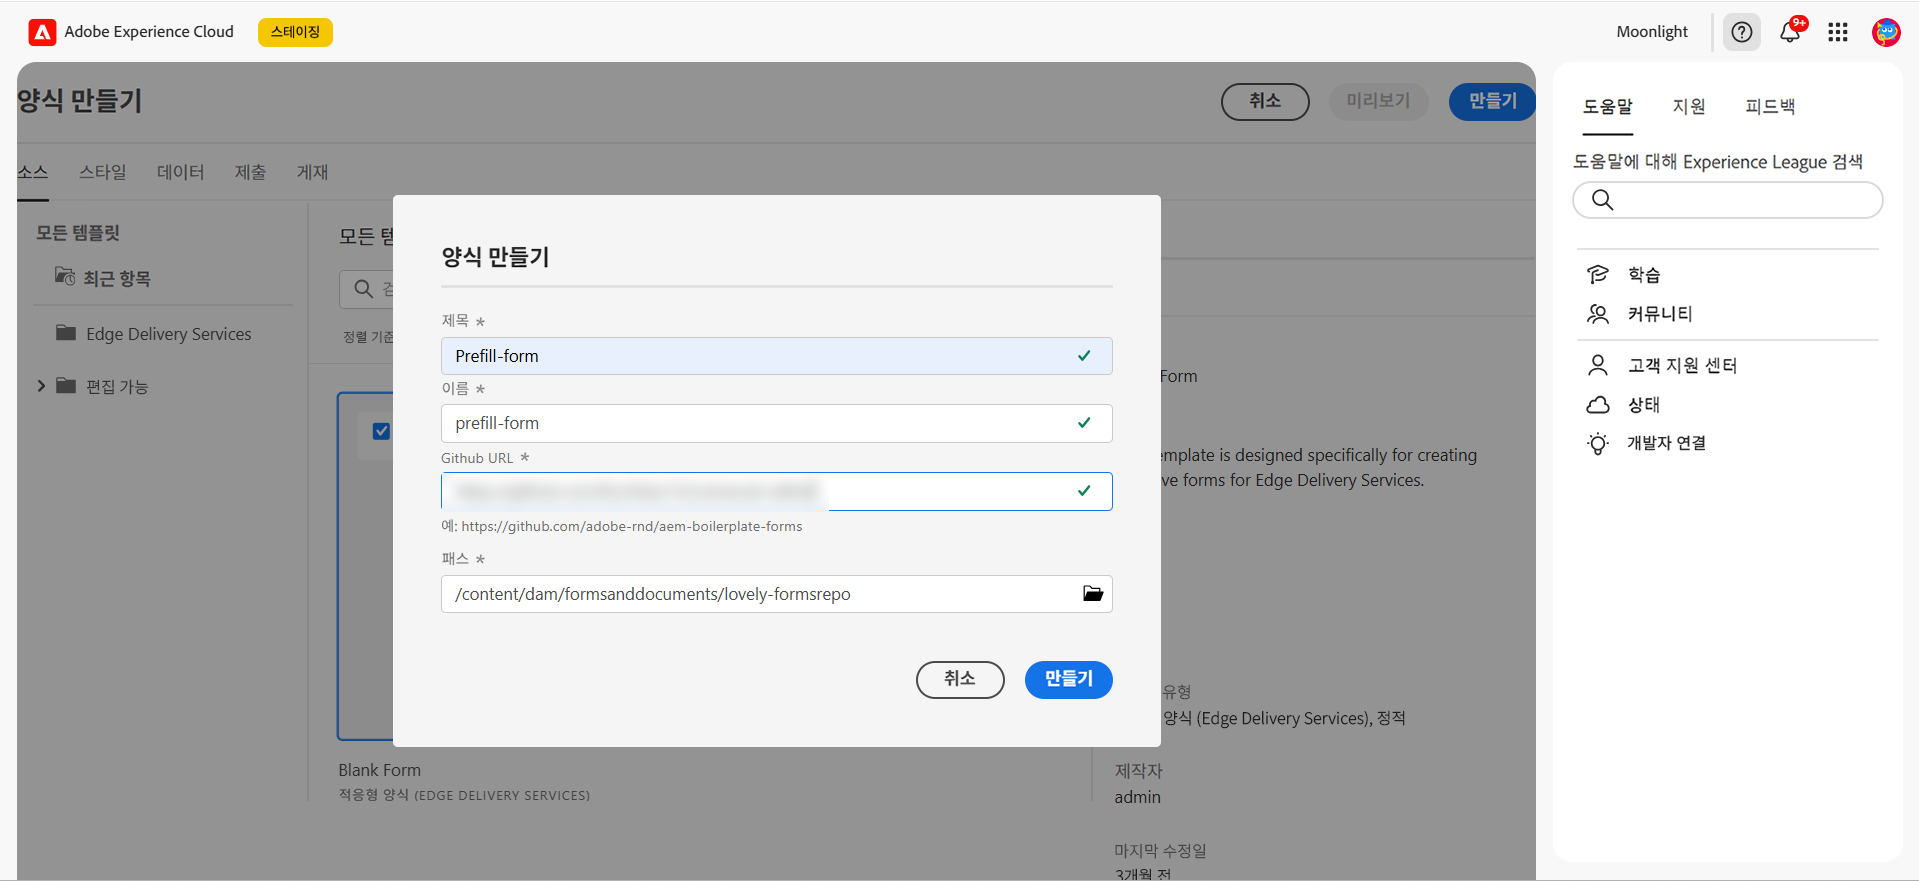 Adobe Experience Cloud
스테이징
Moonlight
9+
양식 만들기
취소
미리보기
만들기
소스
스타일
데이터
제출
게재
모든 템플릿
최근 항목
Edge Delivery Services
편집 가능
모든 템
검
정렬 기준
Blank Form
적응형 양식 (EDGE DELIVERY SERVICES)
양식 만들기
제목 *
Prefill-form
이름 *
prefill-form
Github URL *
예: https://github.com/adobe-rnd/aem-boilerplate-forms
패스 *
/content/dam/formsanddocuments/lovely-formsrepo
취소
만들기
Form
mplate is designed specifically for creating
ve forms for Edge Delivery Services.
유형
양식 (Edge Delivery Services), 정적
제작자
admin
마지막 수정일
3개월 전
도움말
지원
피드백
도움말에 대해 Experience League 검색
학습
커뮤니티
고객 지원 센터
상태
개발자 연결